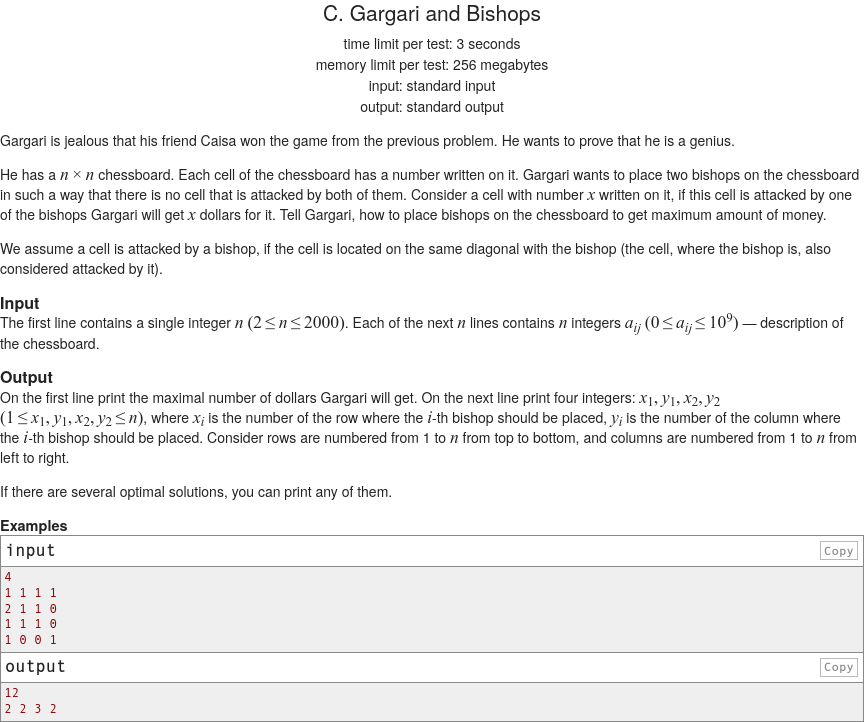 C. Gargari and Bishops
time limit per test: 3 seconds
memory limit per test: 256 megabytes
input: standard input
output: standard output
Gargari is jealous that his friend Caisa won the game from the previous problem. He wants to prove that he is a genius.
He has a n × n chessboard. Each cell of the chessboard has a number written on it. Gargari wants to place two bishops on the chessboard
in such a way that there is no cell that is attacked by both of them. Consider a cell with number x written on it, if this cell is attacked by one
of the bishops Gargari will get x dollars for it. Tell Gargari, how to place bishops on the chessboard to get maximum amount of money.
We assume a cell is attacked by a bishop, if the cell is located on the same diagonal with the bishop (the cell, where the bishop is, also
considered attacked by it).
Input
The first line contains a single integer n (2 ≤ n ≤ 2000). Each of the next n lines contains n integers a_ij (0 ≤ a_ij ≤ 10^9) — description of
the chessboard.
Output
On the first line print the maximal number of dollars Gargari will get. On the next line print four integers: x_1, y_1, x_2, y_2
(1 ≤ x_1, y_1, x_2, y_2 ≤ n), where x_i is the number of the row where the i-th bishop should be placed, y_i is the number of the column where
the i-th bishop should be placed. Consider rows are numbered from 1 to n from top to bottom, and columns are numbered from 1 to n from
left to right.
If there are several optimal solutions, you can print any of them.
Examples
input Copy
4
1 1 1 1
2 1 1 0
1 1 1 0
1 0 0 1
output Copy
12
2 2 3 2